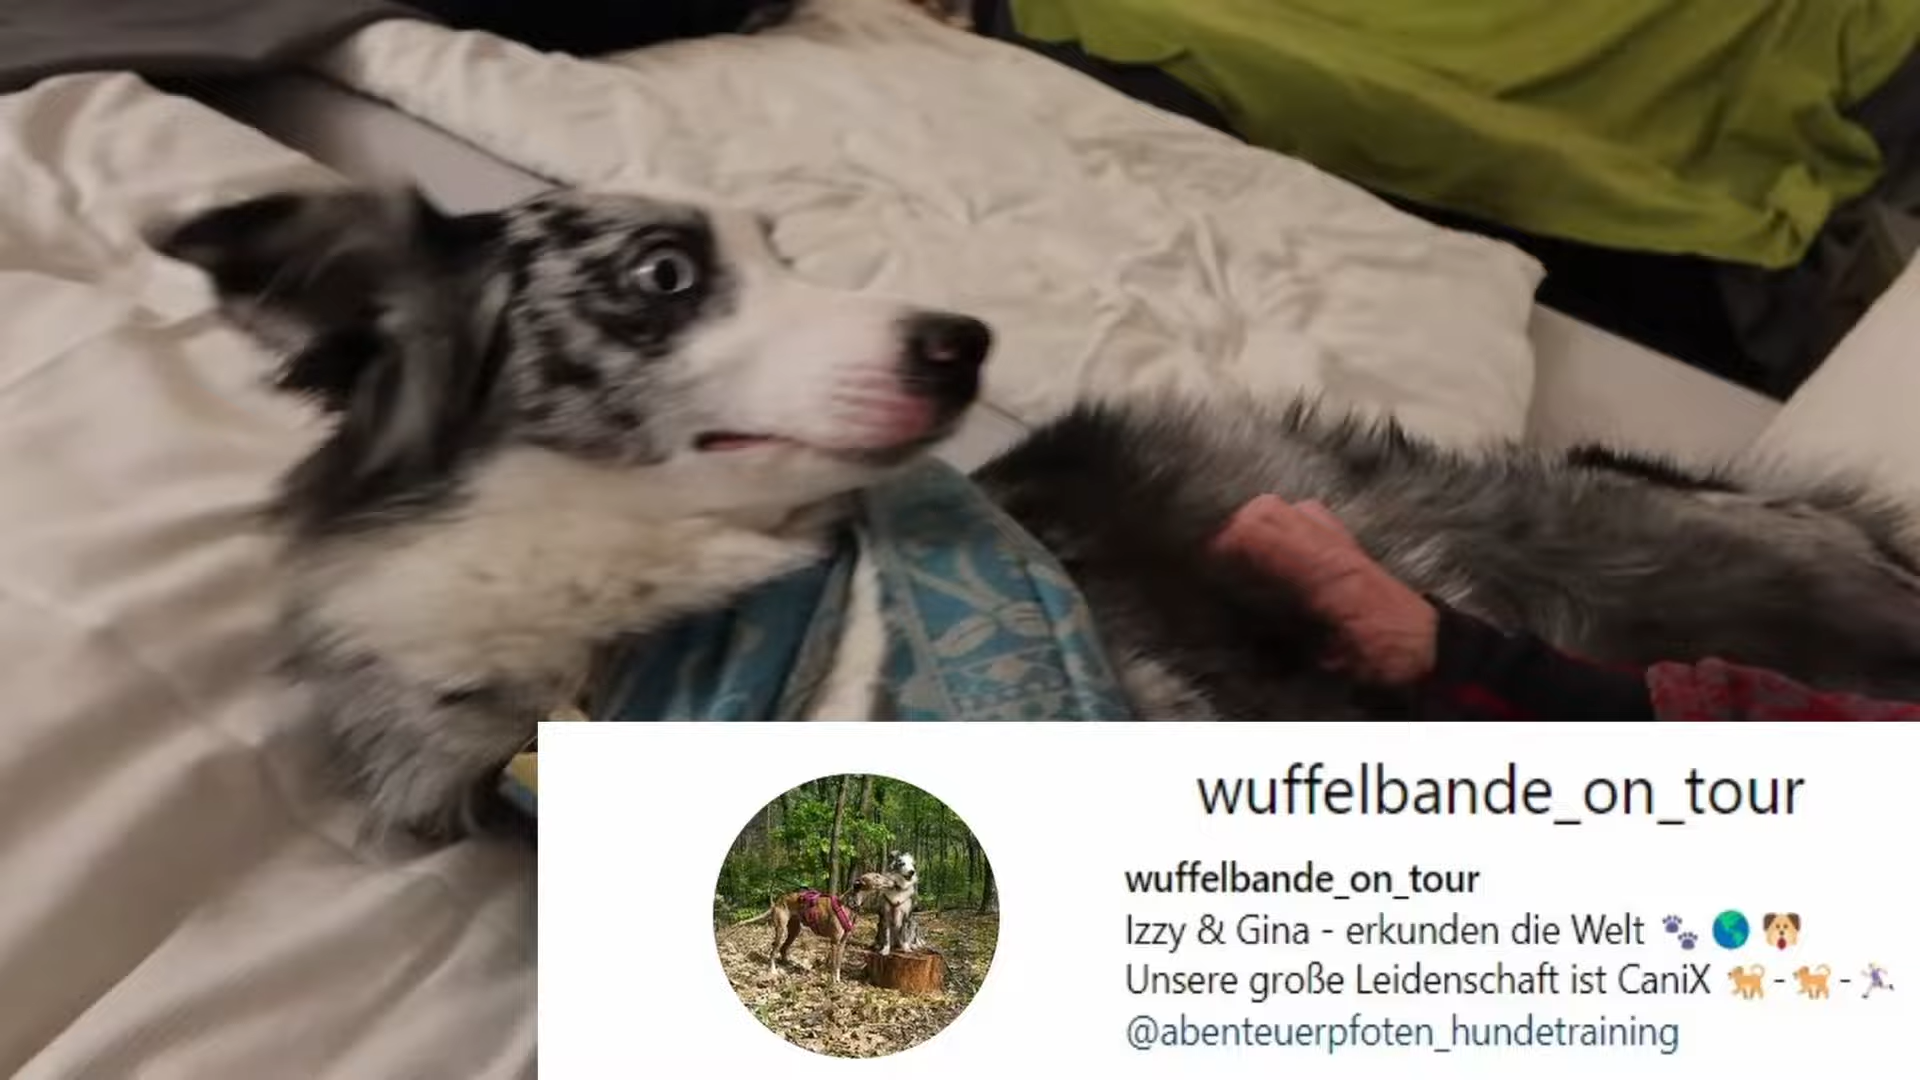 wuffelbande_on_tour
wuffelbande_on_tour
Izzy & Gina - erkunden die Welt 🐾 🌎 🐶
Unsere große Leidenschaft ist CaniX 🐕-🐕-🏃‍♀️
@abenteuerpfoten_hundetraining